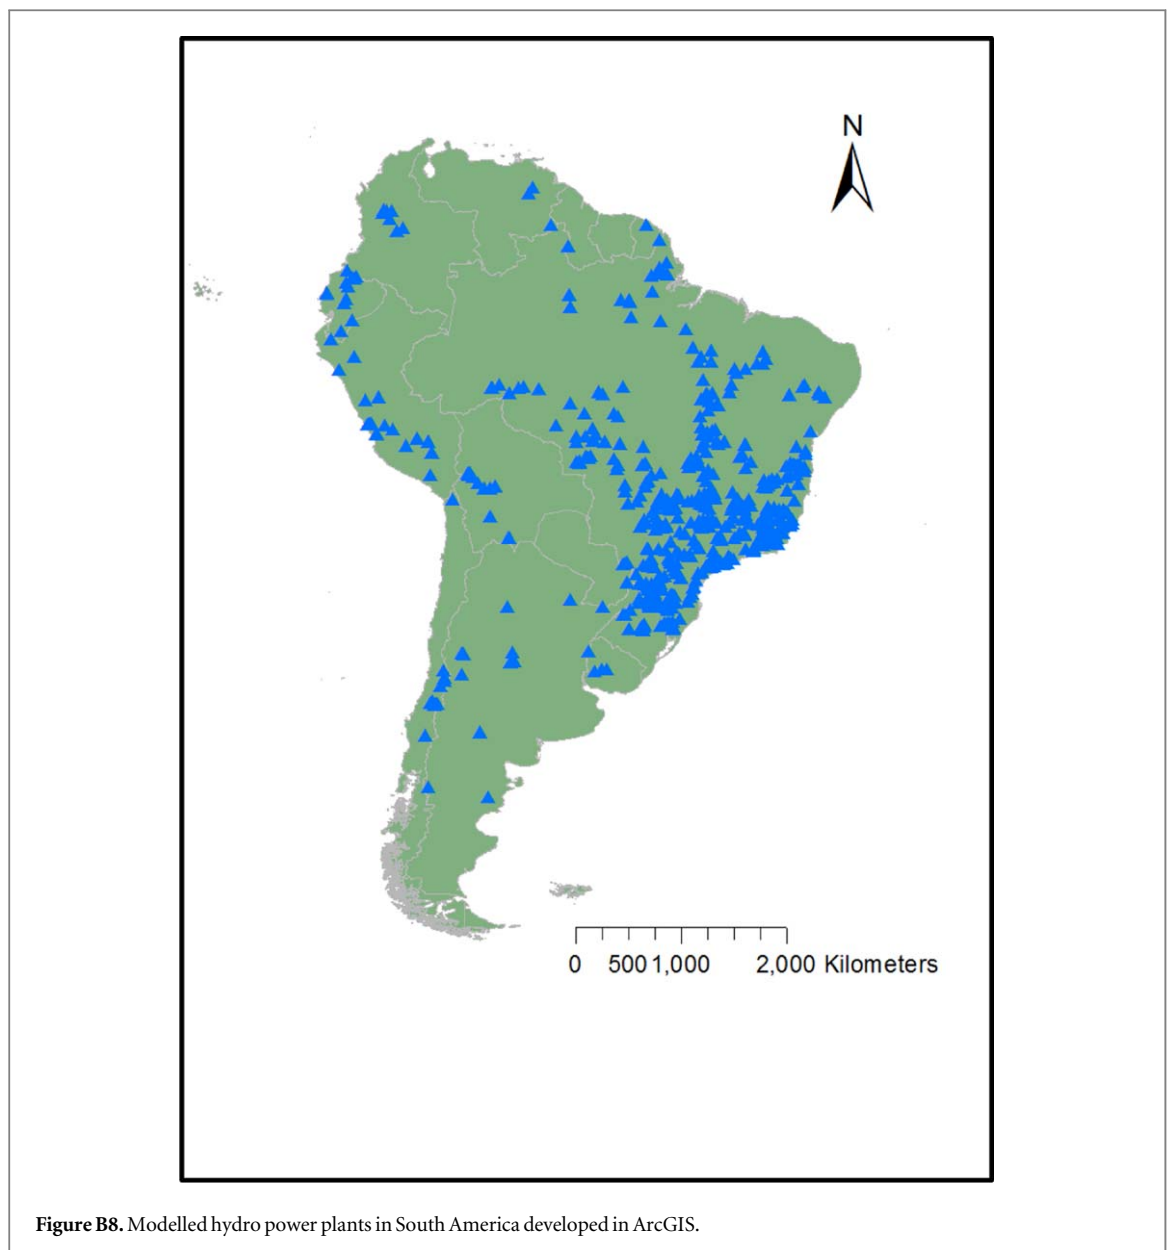 N
0 500 1,000 2,000 Kilometers
Figure B8. Modelled hydro power plants in South America developed in ArcGIS.